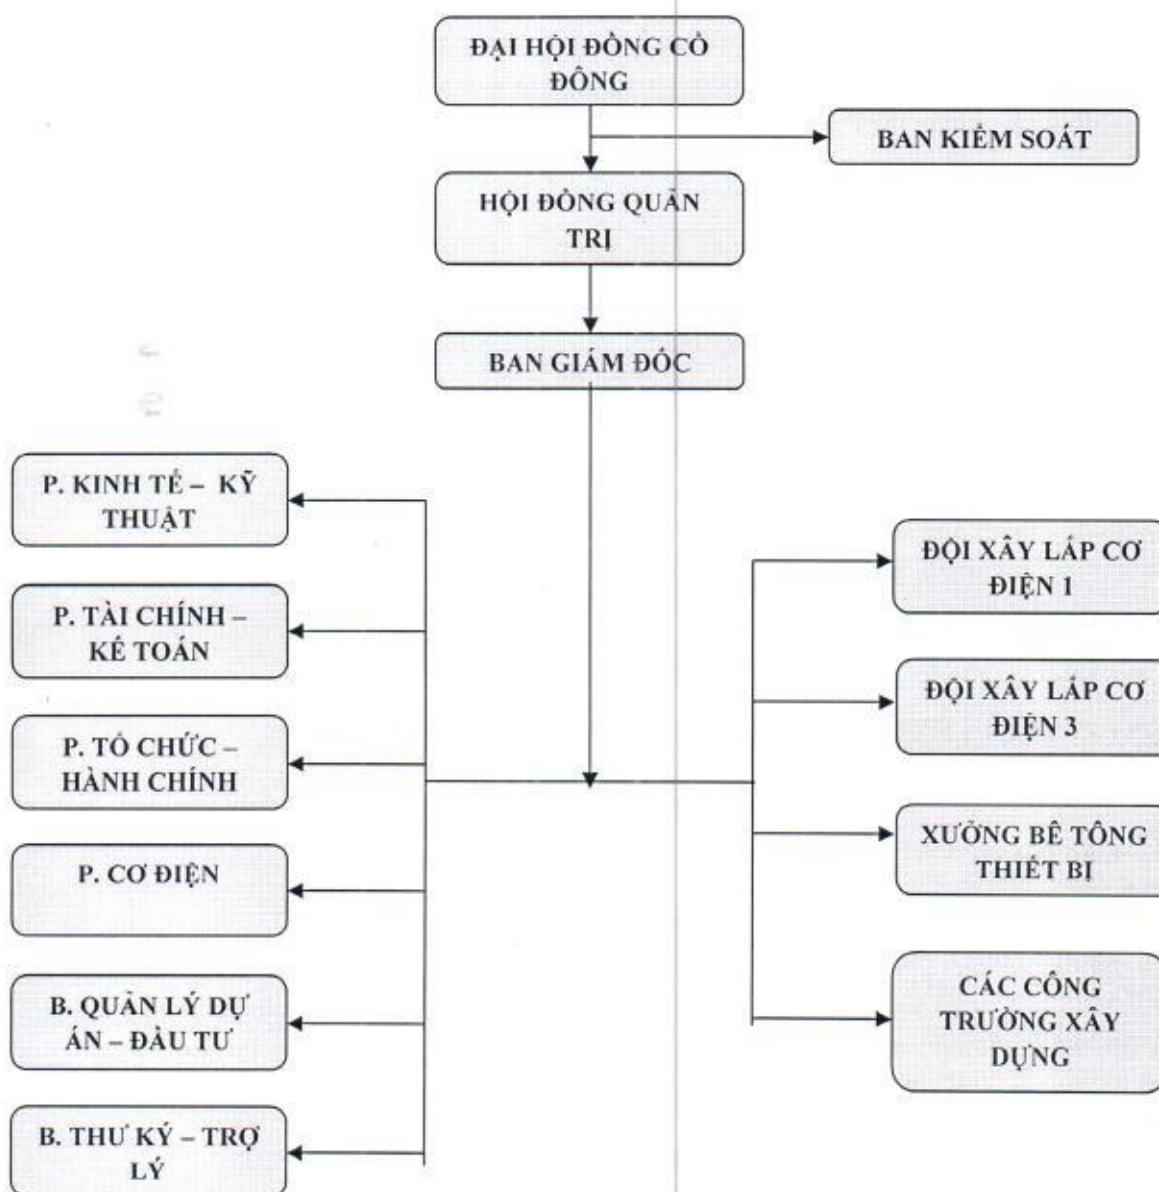 ĐẠI HỘI ĐỒNG CỔ
ĐÔNG
BAN KIỂM SOÁT
HỘI ĐỒNG QUẢN
TRỊ
BAN GIÁM ĐỐC
P. KINH TẾ – KỸ
THUẬT
P. TÀI CHÍNH –
KẾ TOÁN
P. TỔ CHỨC –
HÀNH CHÍNH
P. CƠ ĐIỆN
B. QUẢN LÝ DỰ
ÁN – ĐẦU TƯ
B. THƯ KÝ – TRỢ
LÝ
ĐỘI XÂY LẮP CƠ
ĐIỆN 1
ĐỘI XÂY LẮP CƠ
ĐIỆN 3
XƯỞNG BÊ TÔNG
THIẾT BỊ
CÁC CÔNG
TRƯỜNG XÂY
DỰNG